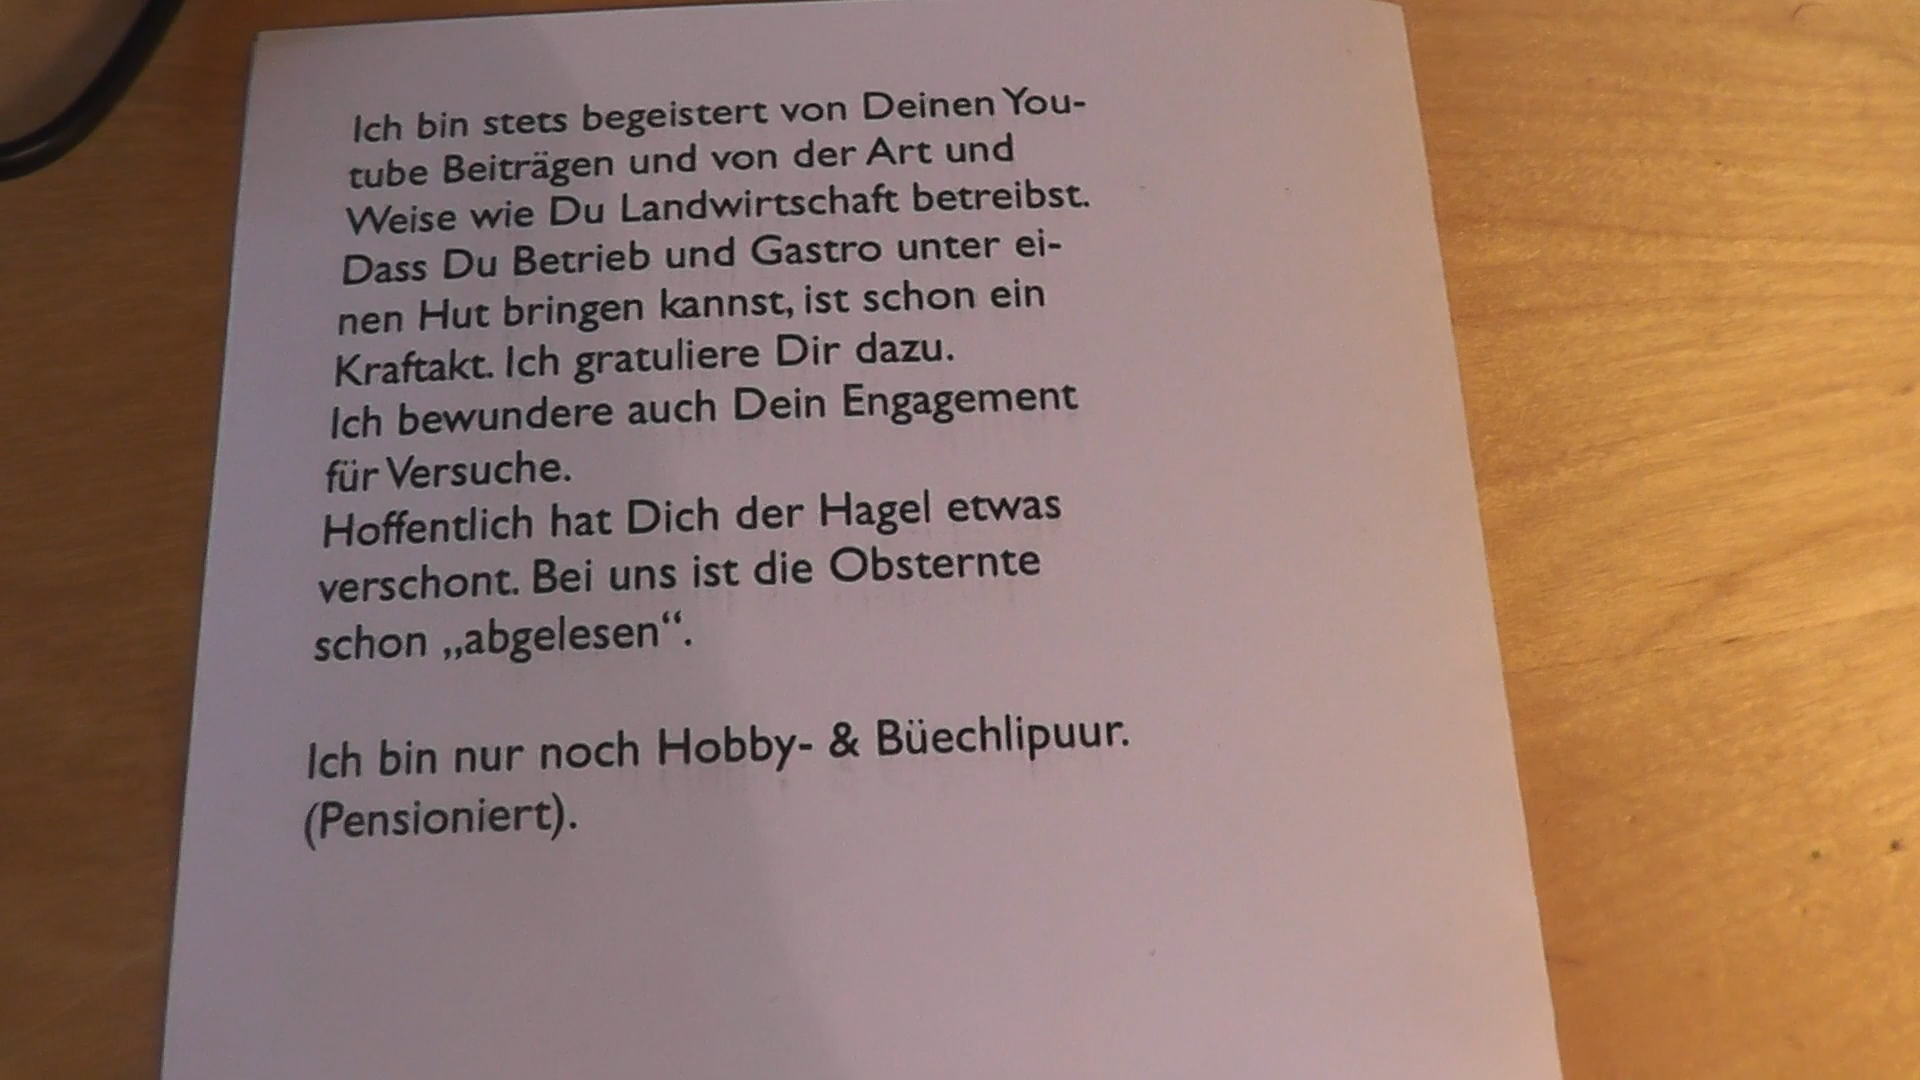 Ich bin stets begeistert von Deinen You-
tube Beiträgen und von der Art und
Weise wie Du Landwirtschaft betreibst.
Dass Du Betrieb und Gastro unter ei-
nen Hut bringen kannst, ist schon ein
Kraftakt. Ich gratuliere Dir dazu.
Ich bewundere auch Dein Engagement
für Versuche.
Hoffentlich hat Dich der Hagel etwas
verschont. Bei uns ist die Obsternte
schon „abgelesen“.
Ich bin nur noch Hobby- & Büechlipuur.
(Pensioniert).